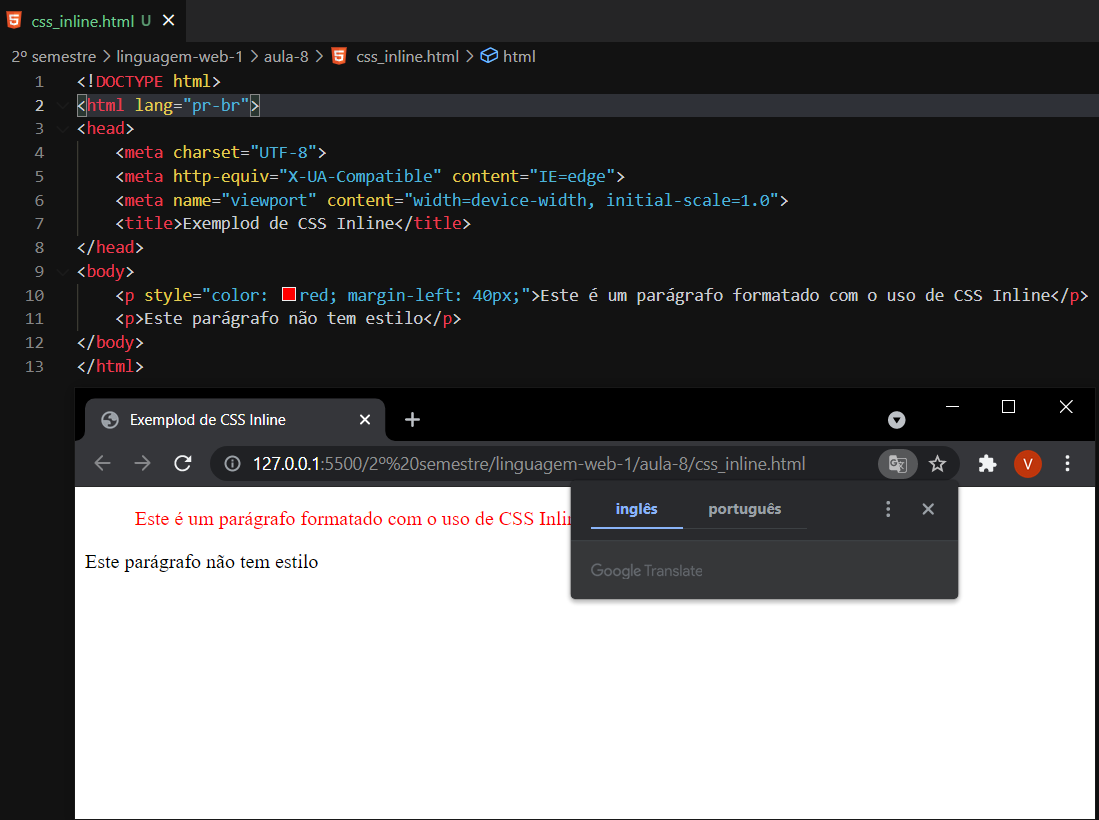 css_inline.html U
2º semestre > linguagem-web-1 > aula-8 > css_inline.html > html
1 <!DOCTYPE html>
2 <html lang="pr-br">
3 <head>
4 <meta charset="UTF-8">
5 <meta http-equiv="X-UA-Compatible" content="IE=edge">
6 <meta name="viewport" content="width=device-width, initial-scale=1.0">
7 <title>Exemplod de CSS Inline</title>
8 </head>
9 <body>
10 <p style="color: red; margin-left: 40px;">Este é um parágrafo formatado com o uso de CSS Inline</p>
11 <p>Este parágrafo não tem estilo</p>
12 </body>
13 </html>
Exemplod de CSS Inline
127.0.0.1:5500/2º%20semestre/linguagem-web-1/aula-8/css_inline.html
V
inglês português
Este é um parágrafo formatado com o uso de CSS Inlin
Este parágrafo não tem estilo
Google Translate